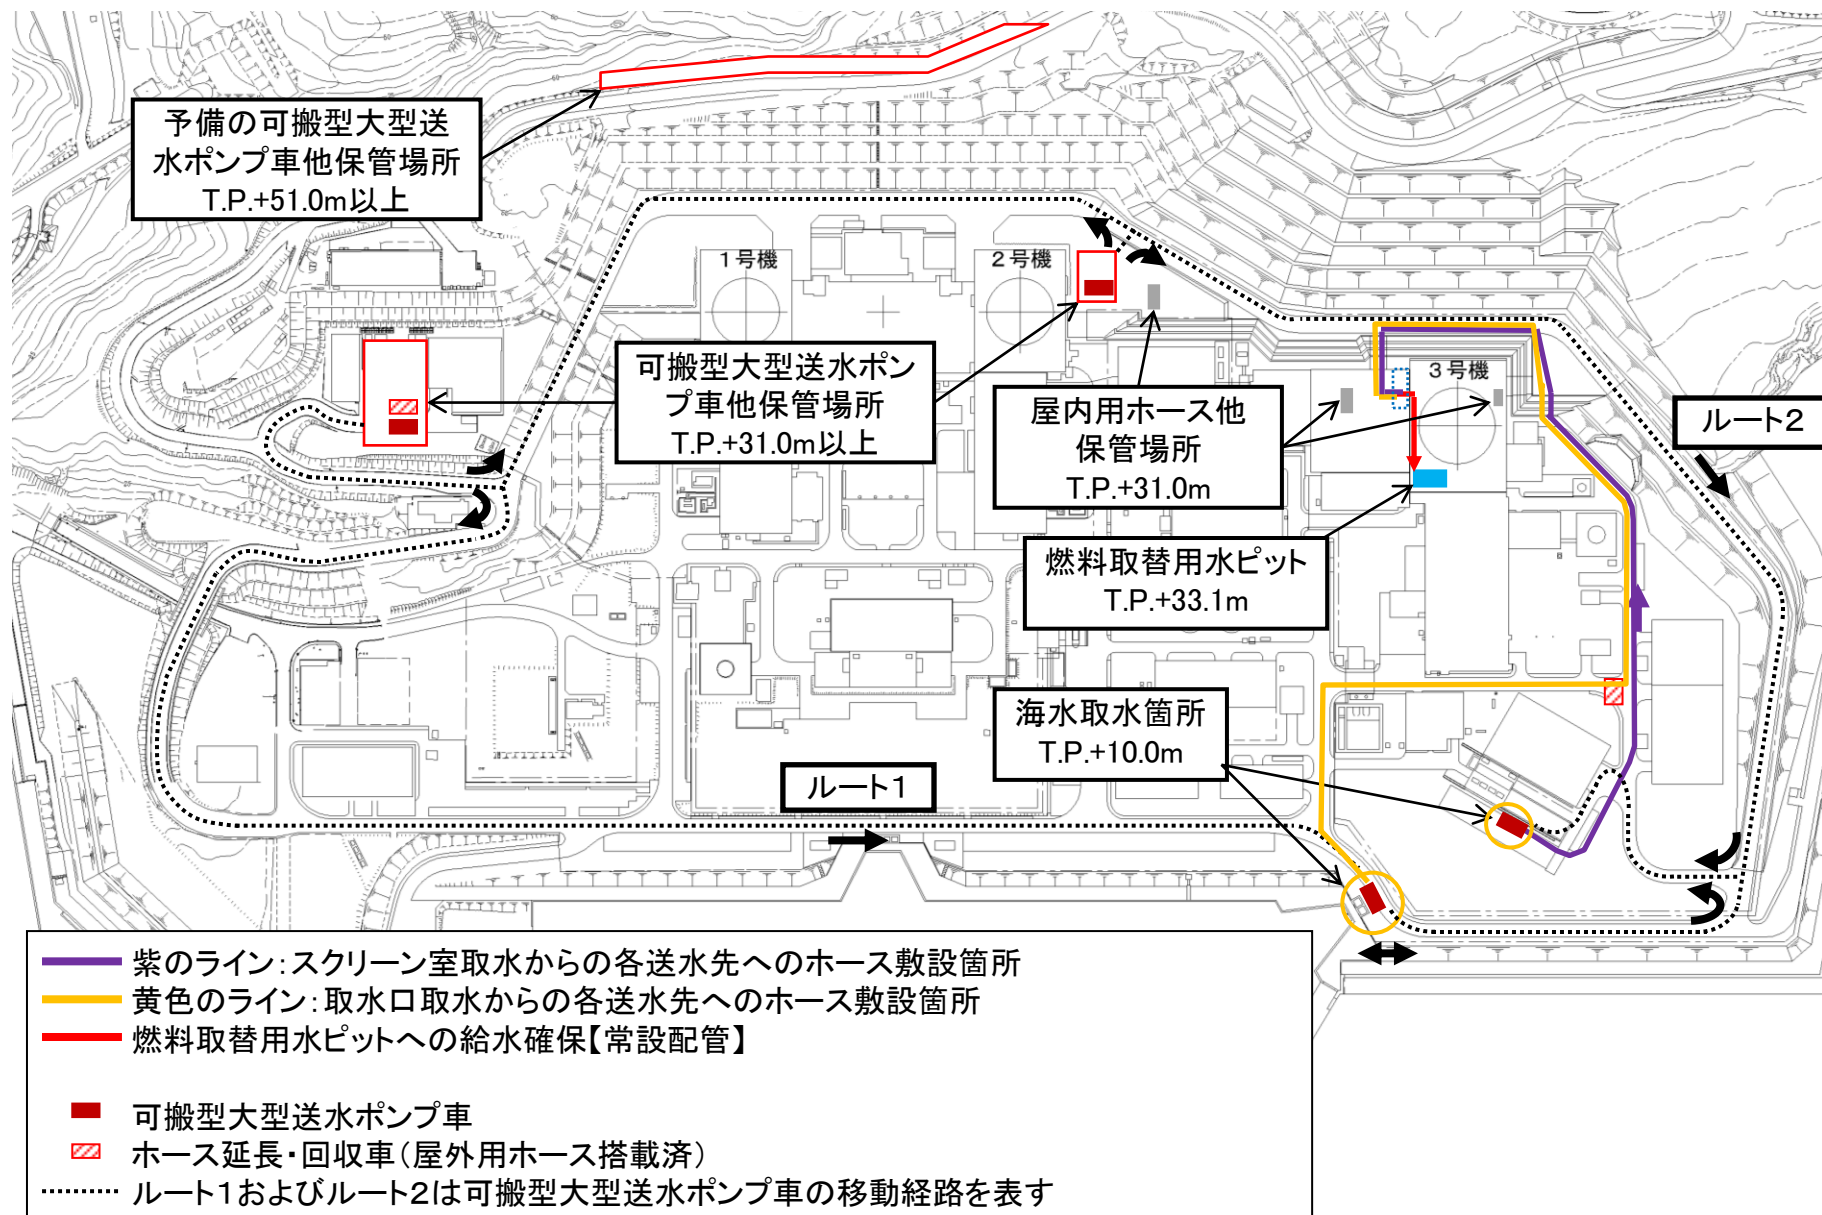 予備の可搬型大型送
水ポンプ車他保管場所
T.P.+51.0m以上
1号機
2号機
可搬型大型送水ポン
プ車他保管場所
T.P.+31.0m以上
3号機
屋内用ホース他
保管場所
T.P.+31.0m
ルート2
燃料取替用水ピット
T.P.+33.1m
海水取水箇所
T.P.+10.0m
ルート1
紫のライン:スクリーン室取水からの各送水先へのホース敷設箇所
黄色のライン:取水口取水からの各送水先へのホース敷設箇所
燃料取替用水ピットへの給水確保【常設配管】
可搬型大型送水ポンプ車
ホース延長・回収車(屋外用ホース搭載済)
ルート1およびルート2は可搬型大型送水ポンプ車の移動経路を表す